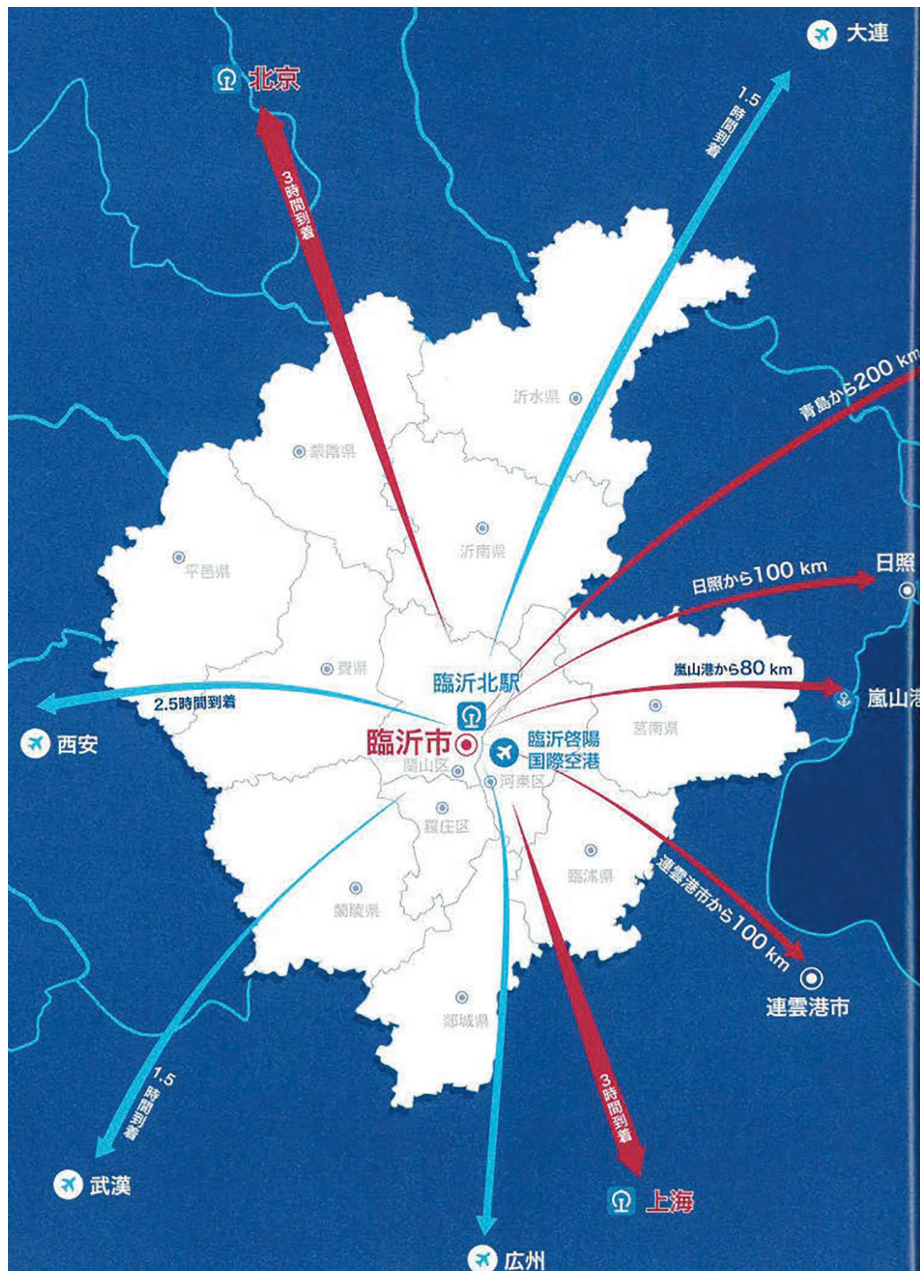 大連
北京
1.5
時間到着
3時間到着
沂水県
青島から200 km
蒙陰県
沂南県
平邑県
日照
日照から100 km
費県
臨沂北駅
嵐山港から80 km
嵐山港
莒南県
2.5時間到着
西安
臨沂市
臨沂啓陽
国際空港
蘭山区
河東区
羅庄区
臨沭県
蘭陵県
連雲港市から100 km
連雲港市
郯城県
1.5
時間到着
3時間到着
武漢
上海
広州